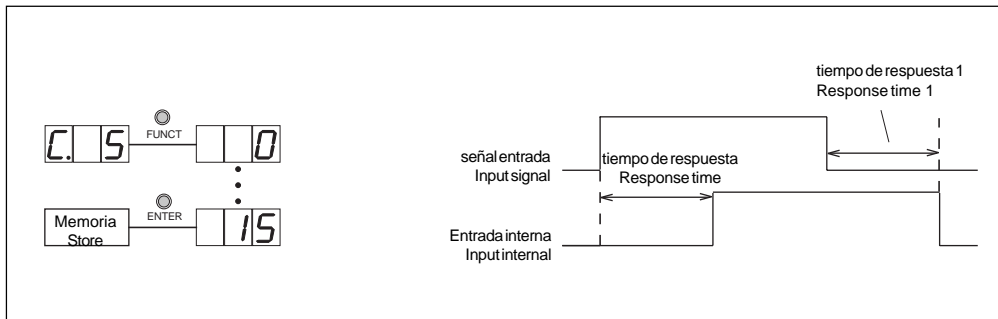 FUNCT
C. 5 0
ENTER
Memoria
Store
15
tiempo de respuesta 1
Response time 1
señal entrada
Input signal
tiempo de respuesta
Response time
Entrada interna
Input internal